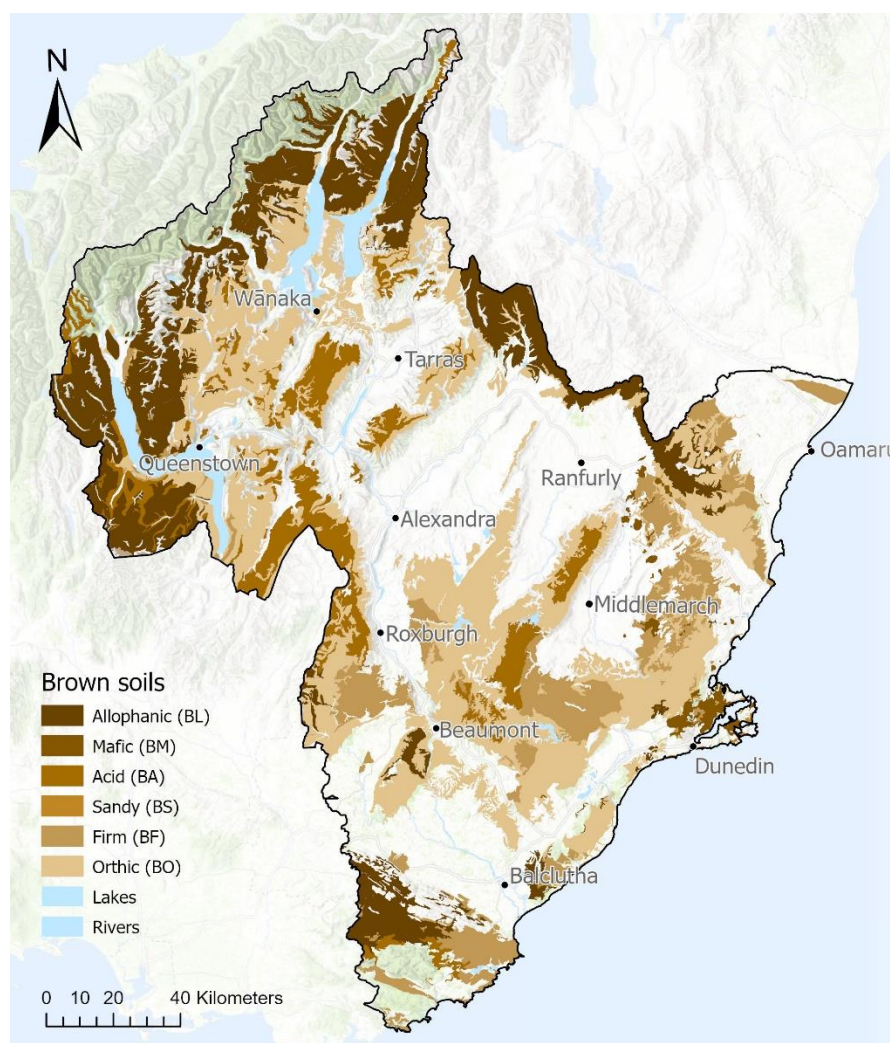 N
Wānaka
Tarras
Queenstown
Oamaru
Ranfurly
Alexandra
Middlemarch
Roxburgh
Brown soils
Allophanic (BL)
Mafic (BM)
Acid (BA)
Sandy (BS)
Firm (BF)
Orthic (BO)
Lakes
Rivers
Beaumont
Dunedin
Balclutha
0 10 20 40 Kilometers